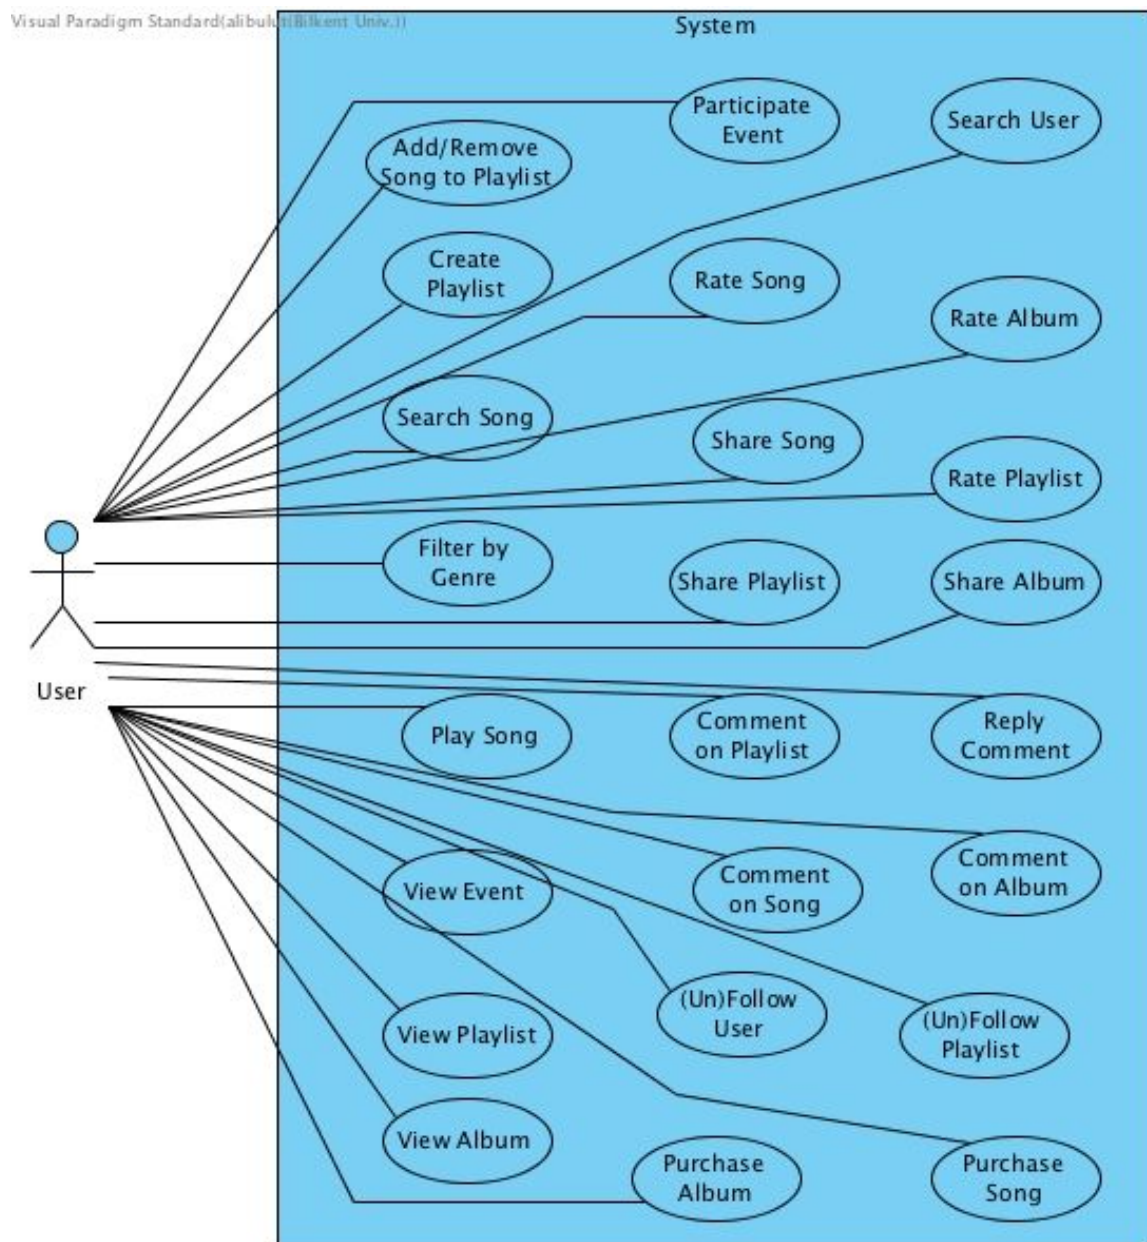 Visual Paradigm Standard(alibulut(Bilkent Univ.))
System
Participate
Event
Search User
Add/Remove
Song to Playlist
Create
Playlist
Rate Song
Rate Album
Search Song
Share Song
Rate Playlist
Filter by
Genre
Share Playlist
Share Album
User
Play Song
Comment
on Playlist
Reply
Comment
View Event
Comment
on Song
Comment
on Album
(Un)Follow
User
(Un)Follow
Playlist
View Playlist
View Album
Purchase
Album
Purchase
Song